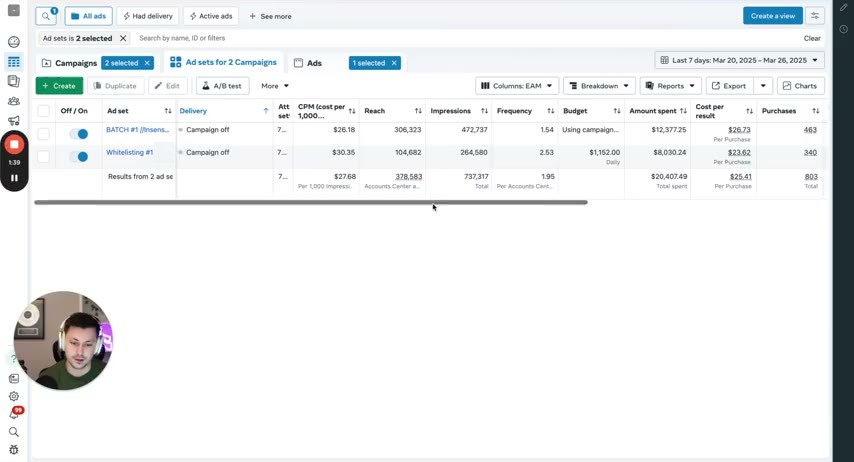 1
All ads
Had delivery
Active ads
+ See more
Create a view
Ad sets is 2 selected
Search by name, ID or filters
Clear
Campaigns
2 selected
Ad sets for 2 Campaigns
Ads
1 selected
Last 7 days: Mar 20, 2025 – Mar 26, 2025
+ Create
Duplicate
Edit
A/B test
More
Columns: EAM
Breakdown
Reports
Export
Charts
Off / On
Ad set
Delivery
Att
set
CPM (cost per 1,000...
Reach
Impressions
Frequency
Budget
Amount spent
Cost per result
Purchases
BATCH #1 //Insens...
Campaign off
7...
$26.18
306,323
472,737
1.54
Using campaign...
$12,377.25
$26.73
Per Purchase
463
Whitelisting #1
Campaign off
7...
$30.35
104,682
264,580
2.53
$1,152.00
Daily
$8,030.24
$23.62
Per Purchase
340
Results from 2 ad se
7...
$27.68
Per 1,000 Impressi...
378,583
Accounts Center a...
737,317
Total
1.95
Per Accounts Cent...
$20,407.49
Total spent
$25.41
Per Purchase
803
Total
1:39
99